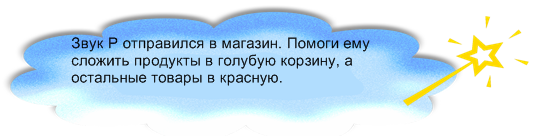 Звук Р отправился в магазин. Помоги ему
сложить продукты в голубую корзину, а
остальные товары в красную.